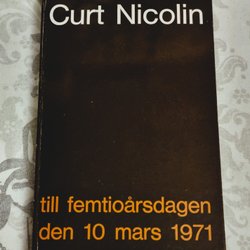 Curt Nicolin
till femtioårsdagen
den 10 mars 1971